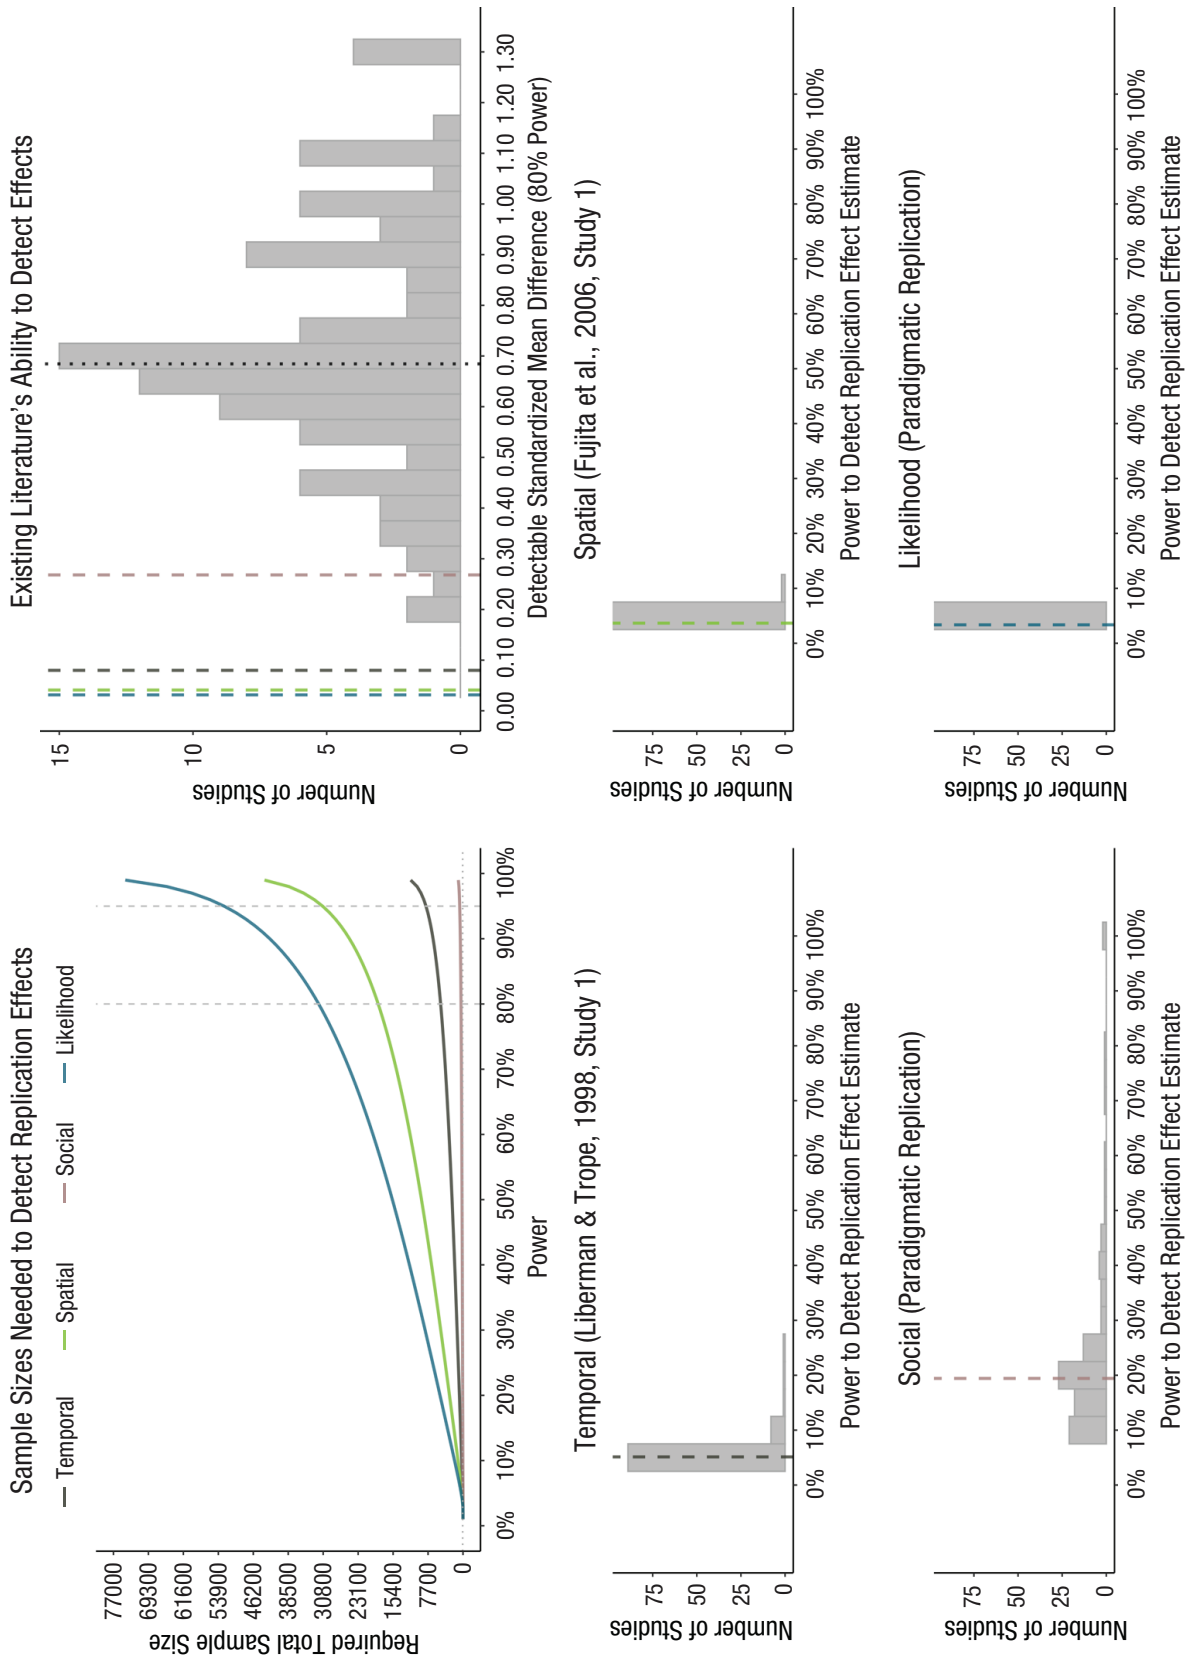 Sample Sizes Needed to Detect Replication Effects
Temporal Spatial Social Likelihood
Required Total Sample Size
77000
69300
61600
53900
46200
38500
30800
23100
15400
7700
0
0% 10% 20% 30% 40% 50% 60% 70% 80% 90% 100%
Power
Existing Literature's Ability to Detect Effects
Number of Studies
15
10
5
0
0.00 0.10 0.20 0.30 0.40 0.50 0.60 0.70 0.80 0.90 1.00 1.10 1.20 1.30
Detectable Standardized Mean Difference (80% Power)
Temporal (Liberman & Trope, 1998, Study 1)
Number of Studies
75
50
25
0
0% 10% 20% 30% 40% 50% 60% 70% 80% 90% 100%
Power to Detect Replication Effect Estimate
Spatial (Fujita et al., 2006, Study 1)
Number of Studies
75
50
25
0
0% 10% 20% 30% 40% 50% 60% 70% 80% 90% 100%
Power to Detect Replication Effect Estimate
Social (Paradigmatic Replication)
Number of Studies
75
50
25
0
0% 10% 20% 30% 40% 50% 60% 70% 80% 90% 100%
Power to Detect Replication Effect Estimate
Likelihood (Paradigmatic Replication)
Number of Studies
75
50
25
0
0% 10% 20% 30% 40% 50% 60% 70% 80% 90% 100%
Power to Detect Replication Effect Estimate